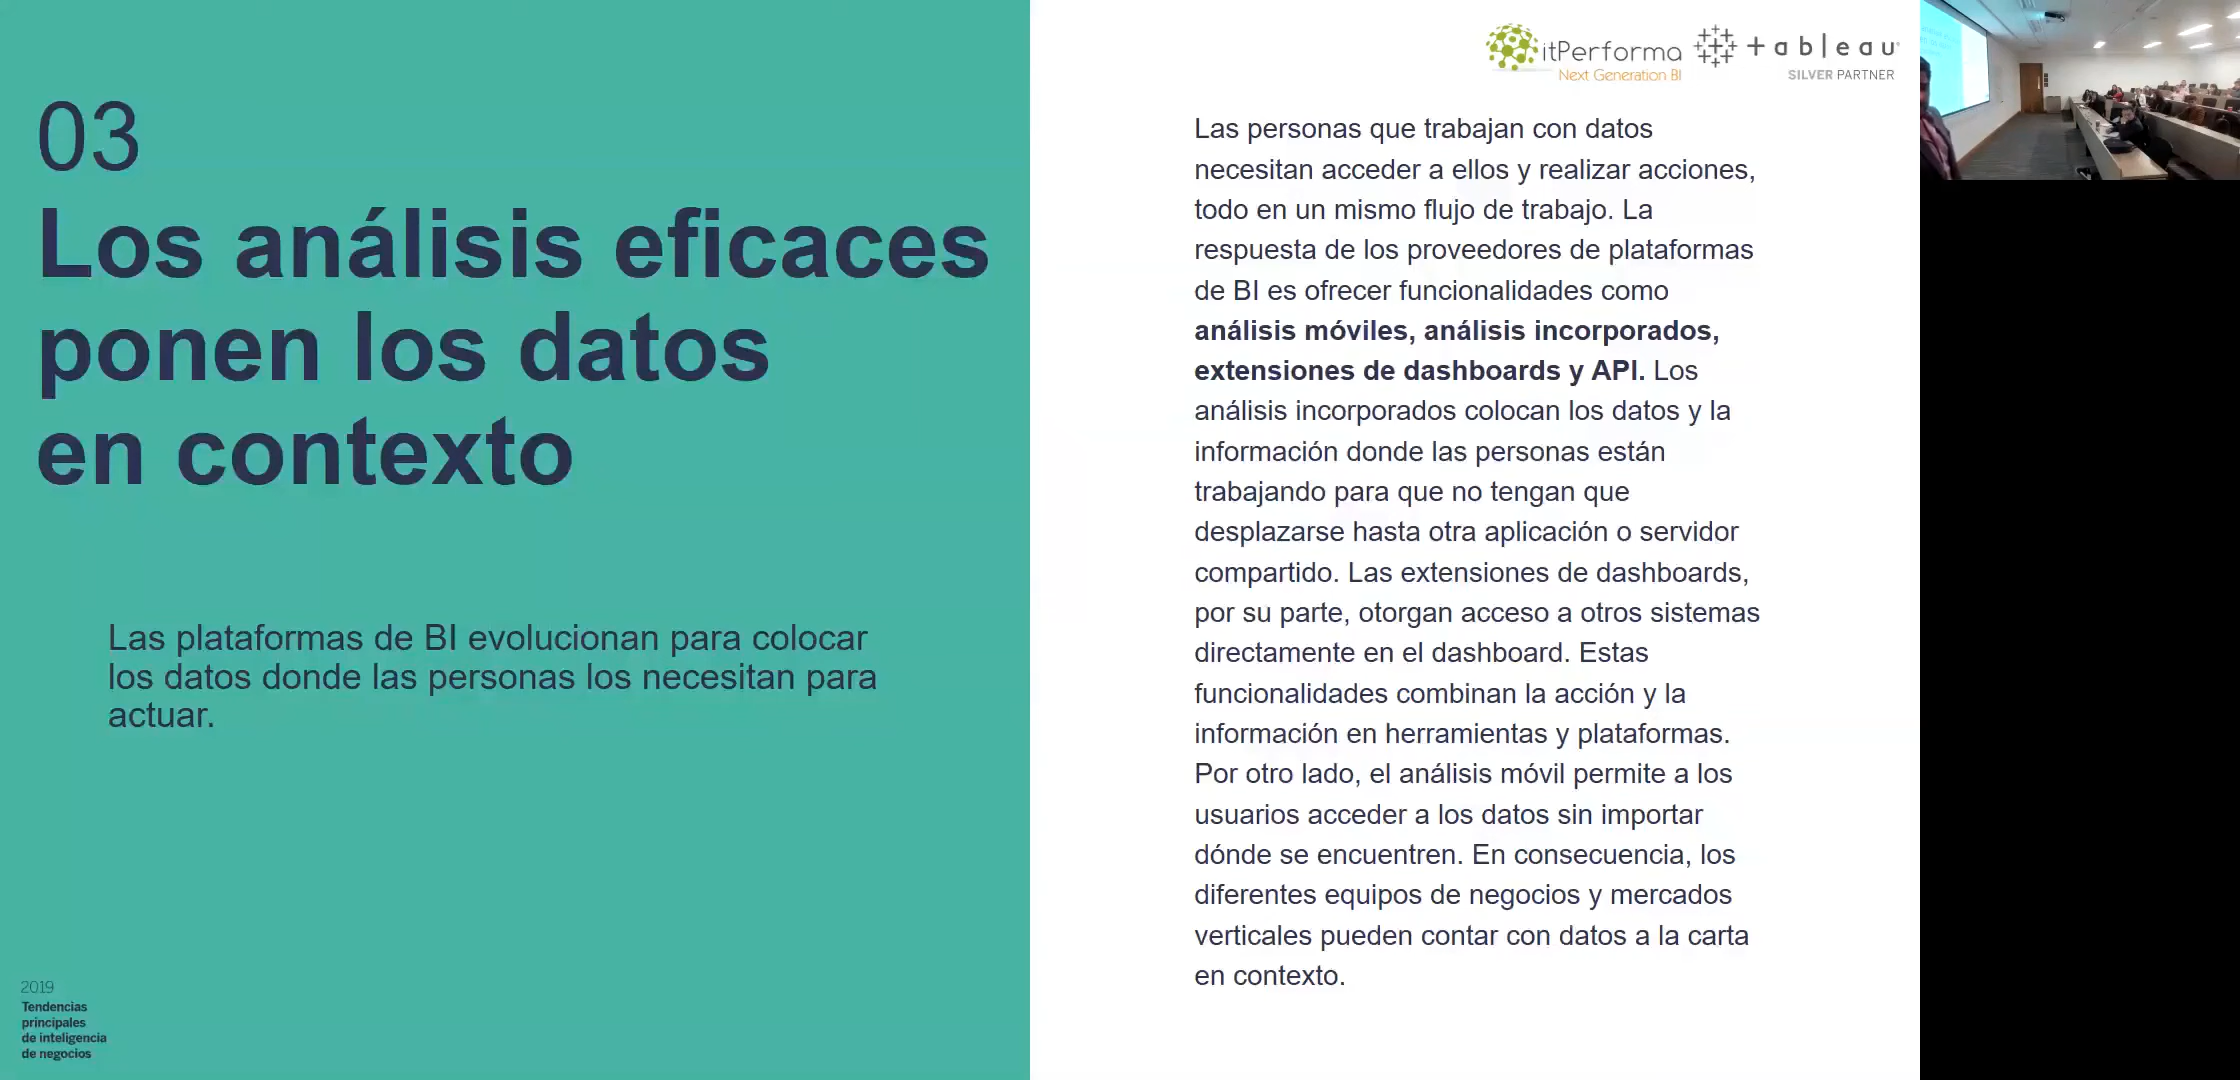 03
Los análisis eficaces
ponen los datos
en contexto
Las plataformas de BI evolucionan para colocar
los datos donde las personas los necesitan para
actuar.
2019
Tendencias
principales
de inteligencia
de negocios
itPerforma
Next Generation BI
+ableau
SILVER PARTNER
Las personas que trabajan con datos
necesitan acceder a ellos y realizar acciones,
todo en un mismo flujo de trabajo. La
respuesta de los proveedores de plataformas
de BI es ofrecer funcionalidades como
análisis móviles, análisis incorporados,
extensiones de dashboards y API. Los
análisis incorporados colocan los datos y la
información donde las personas están
trabajando para que no tengan que
desplazarse hasta otra aplicación o servidor
compartido. Las extensiones de dashboards,
por su parte, otorgan acceso a otros sistemas
directamente en el dashboard. Estas
funcionalidades combinan la acción y la
información en herramientas y plataformas.
Por otro lado, el análisis móvil permite a los
usuarios acceder a los datos sin importar
dónde se encuentren. En consecuencia, los
diferentes equipos de negocios y mercados
verticales pueden contar con datos a la carta
en contexto.